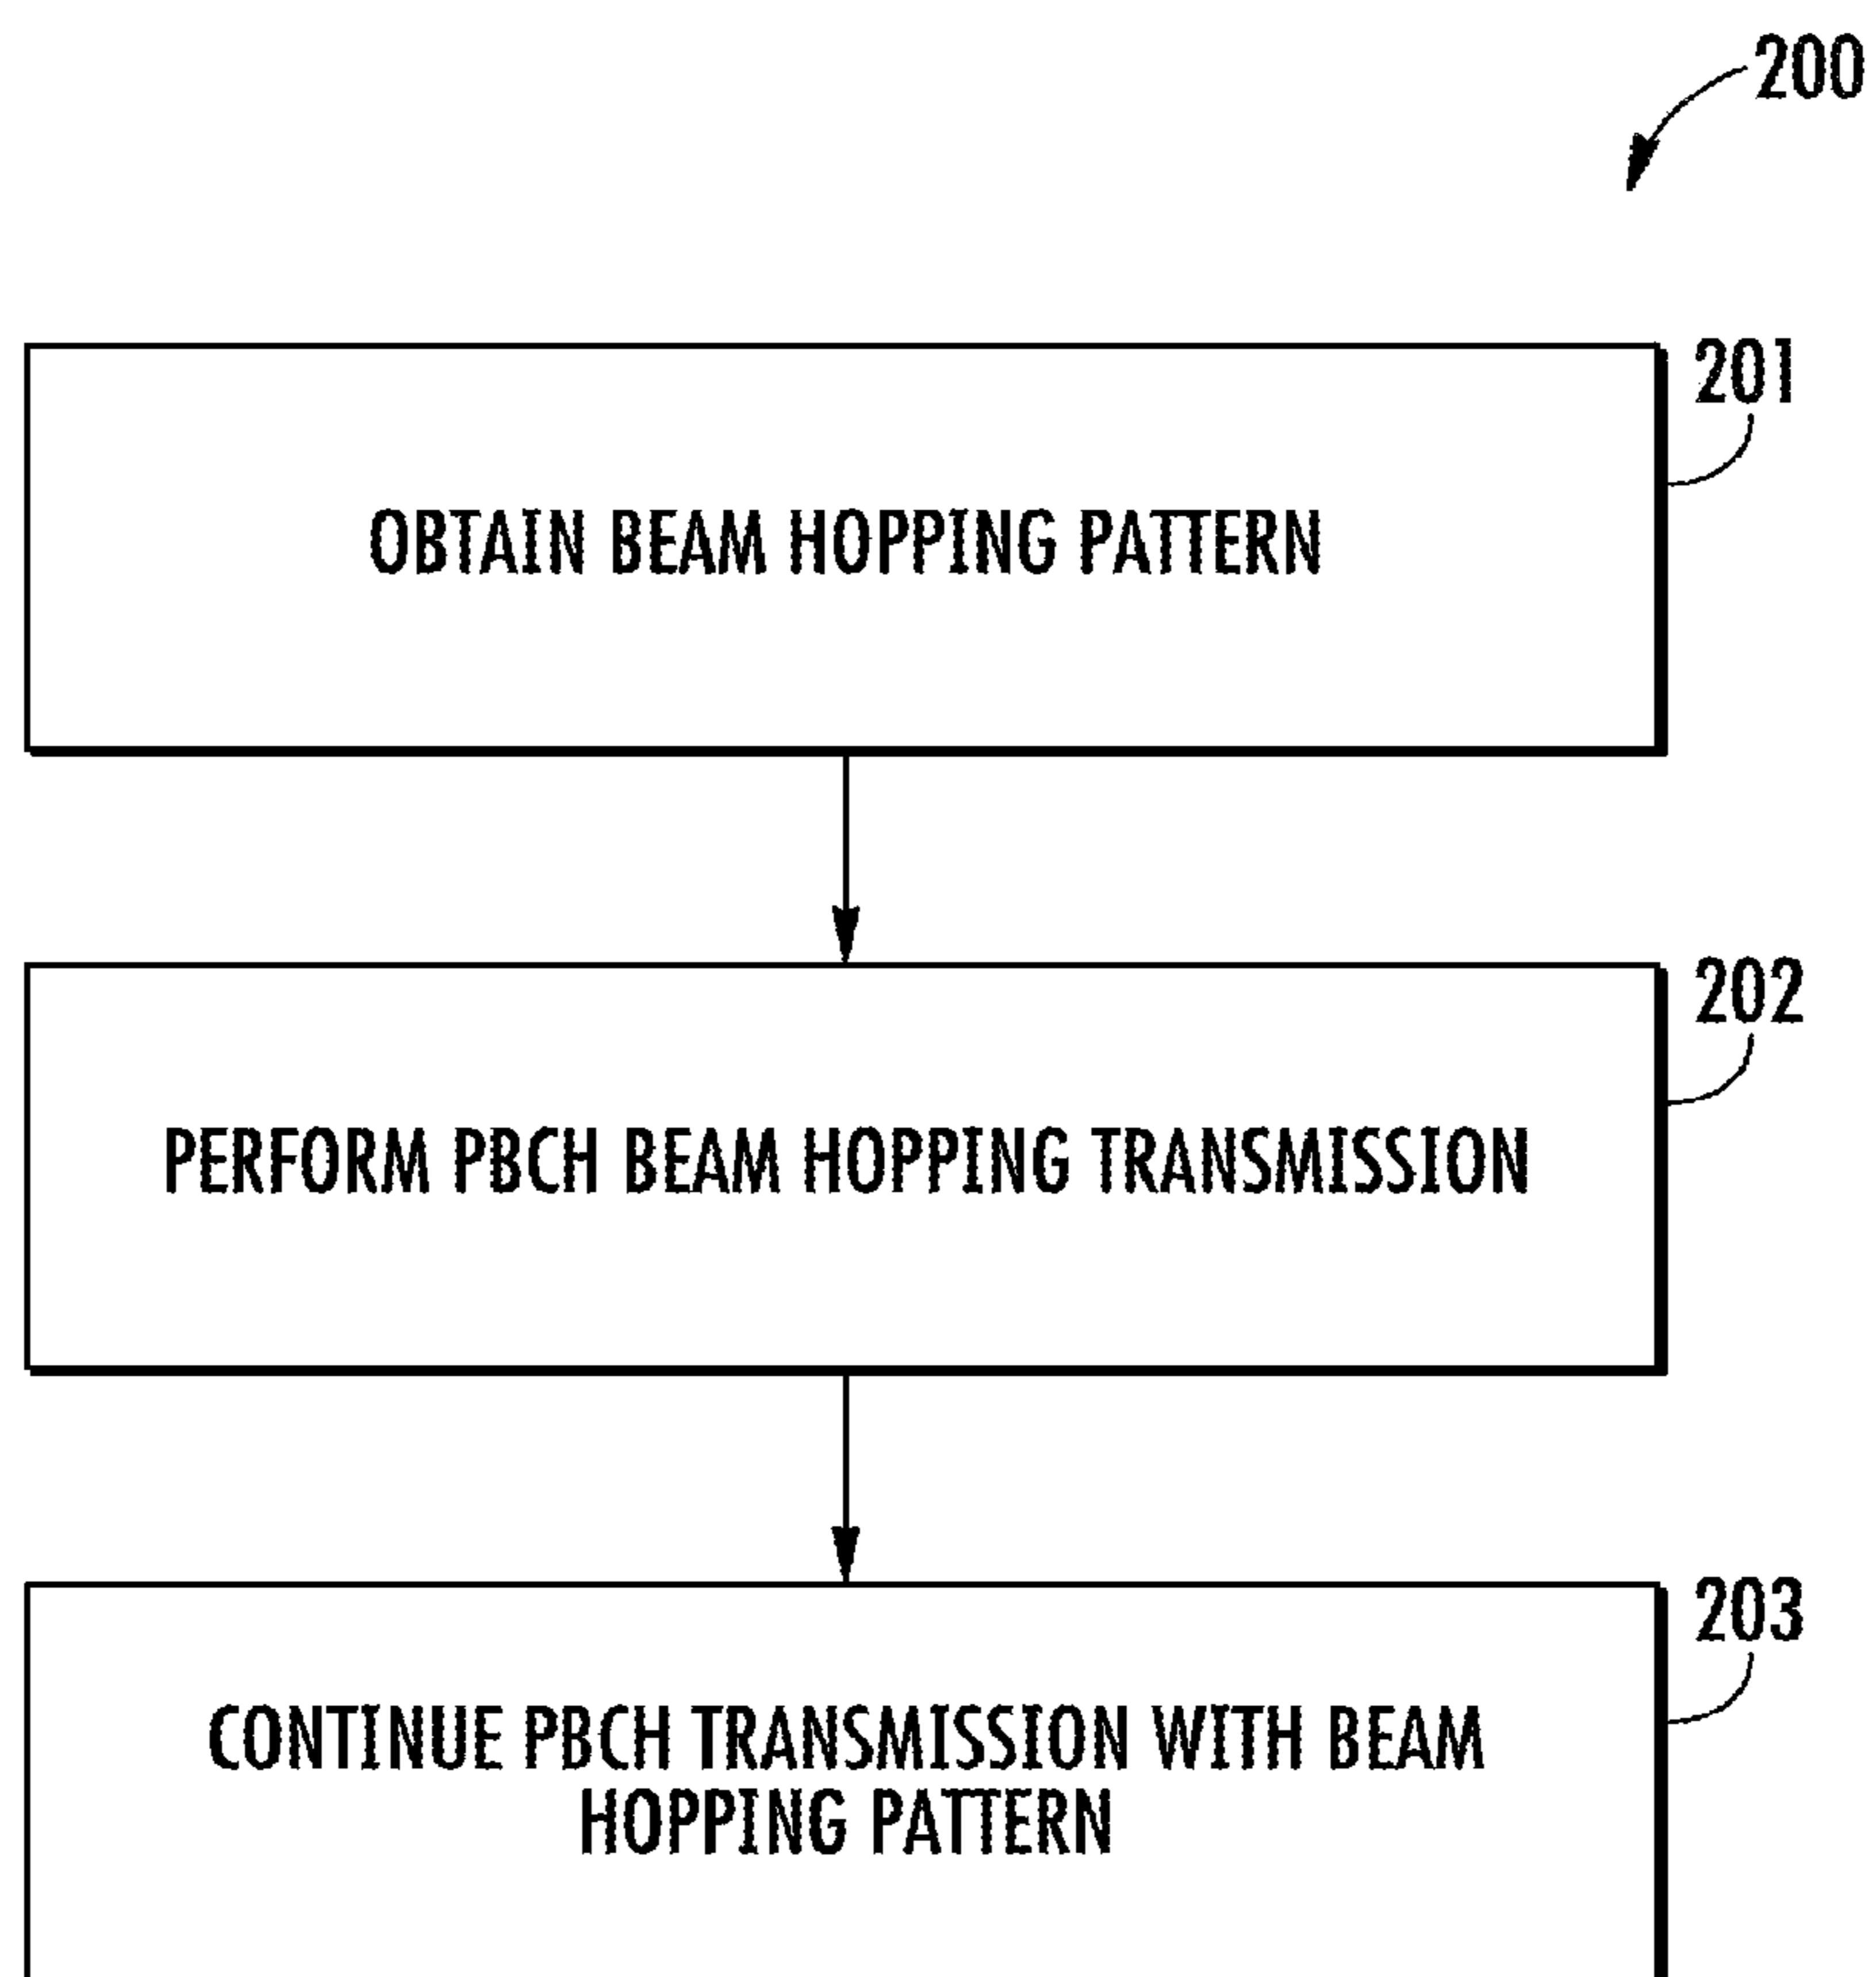 200
201
OBTAIN BEAM HOPPING PATTERN
202
PERFORM PBCH BEAM HOPPING TRANSMISSION
203
CONTINUE PBCH TRANSMISSION WITH BEAM
HOPPING PATTERN